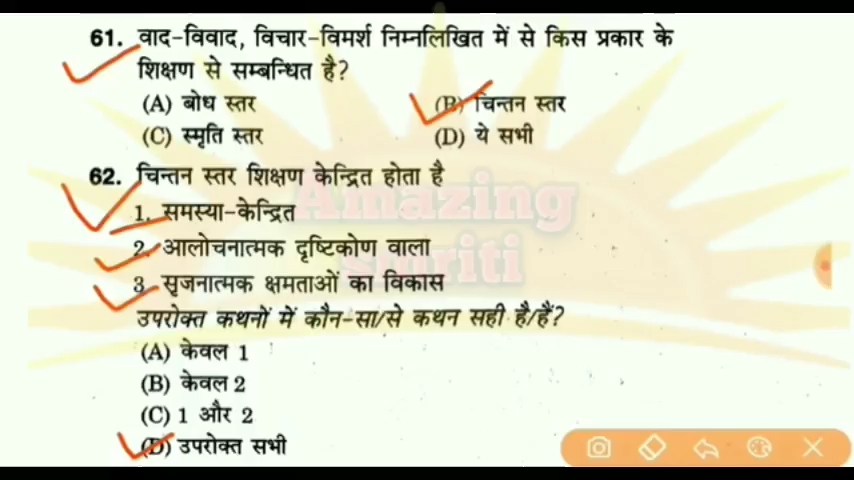 61. वाद-विवाद, विचार-विमर्श निम्नलिखित में से किस प्रकार के
शिक्षण से सम्बन्धित है?
(A) बोध स्तर (B) चिन्तन स्तर
(C) स्मृति स्तर (D) ये सभी
62. चिन्तन स्तर शिक्षण केन्द्रित होता है
1. समस्या-केन्द्रित
2. आलोचनात्मक दृष्टिकोण वाला
3. सृजनात्मक क्षमताओं का विकास
उपरोक्त कथनों में कौन-सा/से कथन सही है/हैं?
(A) केवल 1
(B) केवल 2
(C) 1 और 2
(D) उपरोक्त सभी
Amazing
smriti